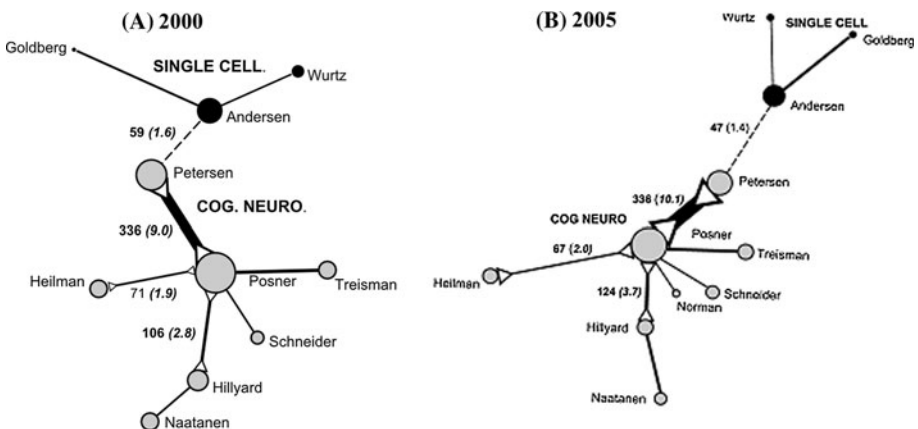 (A) 2000
Goldberg
SINGLE CELL.
Wurtz
Andersen
59 (1.6)
Petersen
COG. NEURO.
336 (9.0)
Posner
Heilman
71 (1.9)
Treisman
106 (2.8)
Schneider
Hillyard
Naatanen
(B) 2005
Wurtz
SINGLE CELL
Goldberg
Andersen
47 (1.4)
Petersen
336 (10.1)
COG NEURO
Posner
67 (2.0)
Treisman
Heilman
124 (3.7)
Schneider
Norman
Hillyard
Naatanen